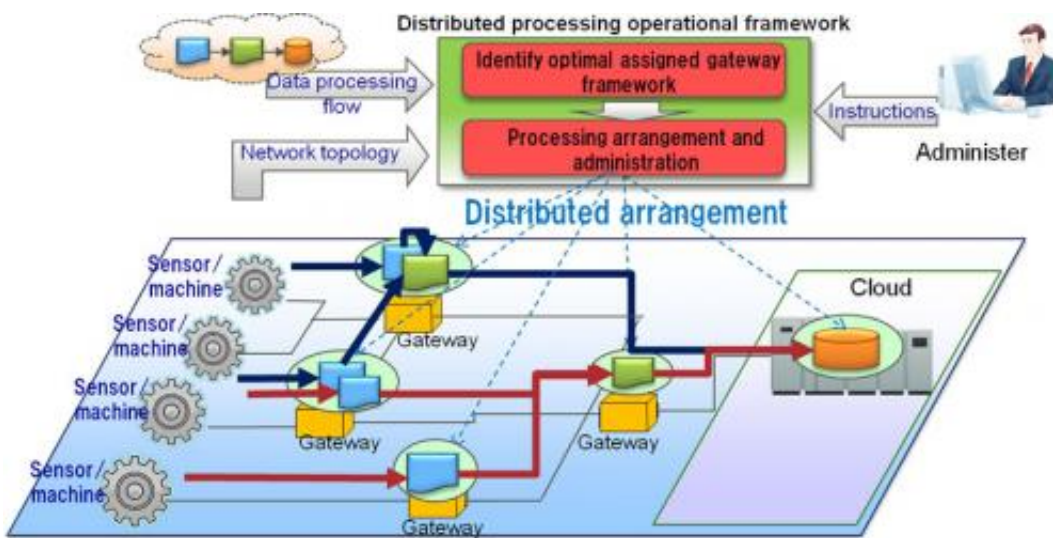 Distributed processing operational framework
Identify optimal assigned gateway
framework
Data processing
flow
Instructions
Processing arrangement and
administration
Network topology
Administer
Distributed arrangement
Sensor/
machine
Cloud
Sensor/
machine
Gateway
Sensor/
machine
Gateway
Gateway
Sensor/
machine
Gateway